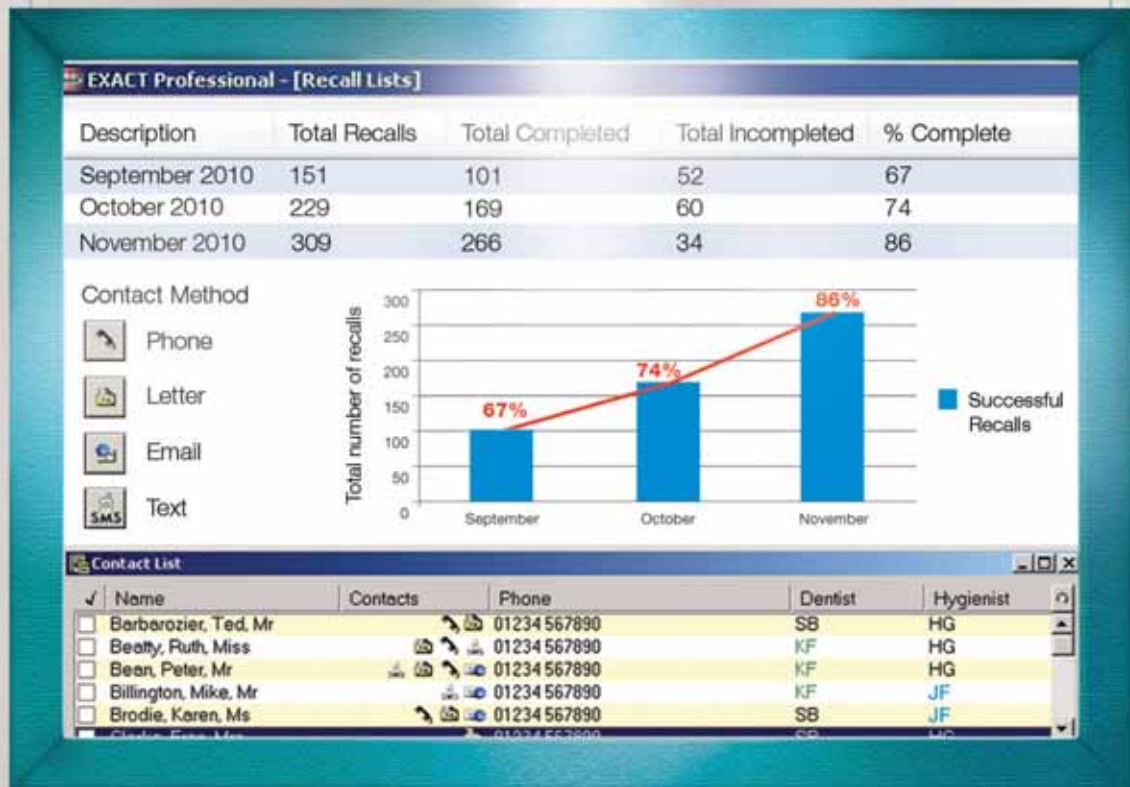 EXACT Professional - [Recall Lists]
Description Total Recalls Total Completed Total Incompleted % Complete
September 2010 151 101 52 67
October 2010 229 169 60 74
November 2010 309 266 34 86
Contact Method
Phone
Letter
Email
SMS Text
Total number of recalls
300
250
200
150
100
50
0
67%
74%
86%
September October November
Successful
Recalls
Contact List
Name Contacts Phone Dentist Hygienist
Barbarozier, Ted, Mr 01234 567890 SB HG
Beatty, Ruth, Miss 01234 567890 KF HG
Bean, Peter, Mr 01234 567890 KF HG
Billington, Mike, Mr 01234 567890 KF JF
Brodie, Karen, Ms 01234 567890 SB JF
01234 567890 SB HG